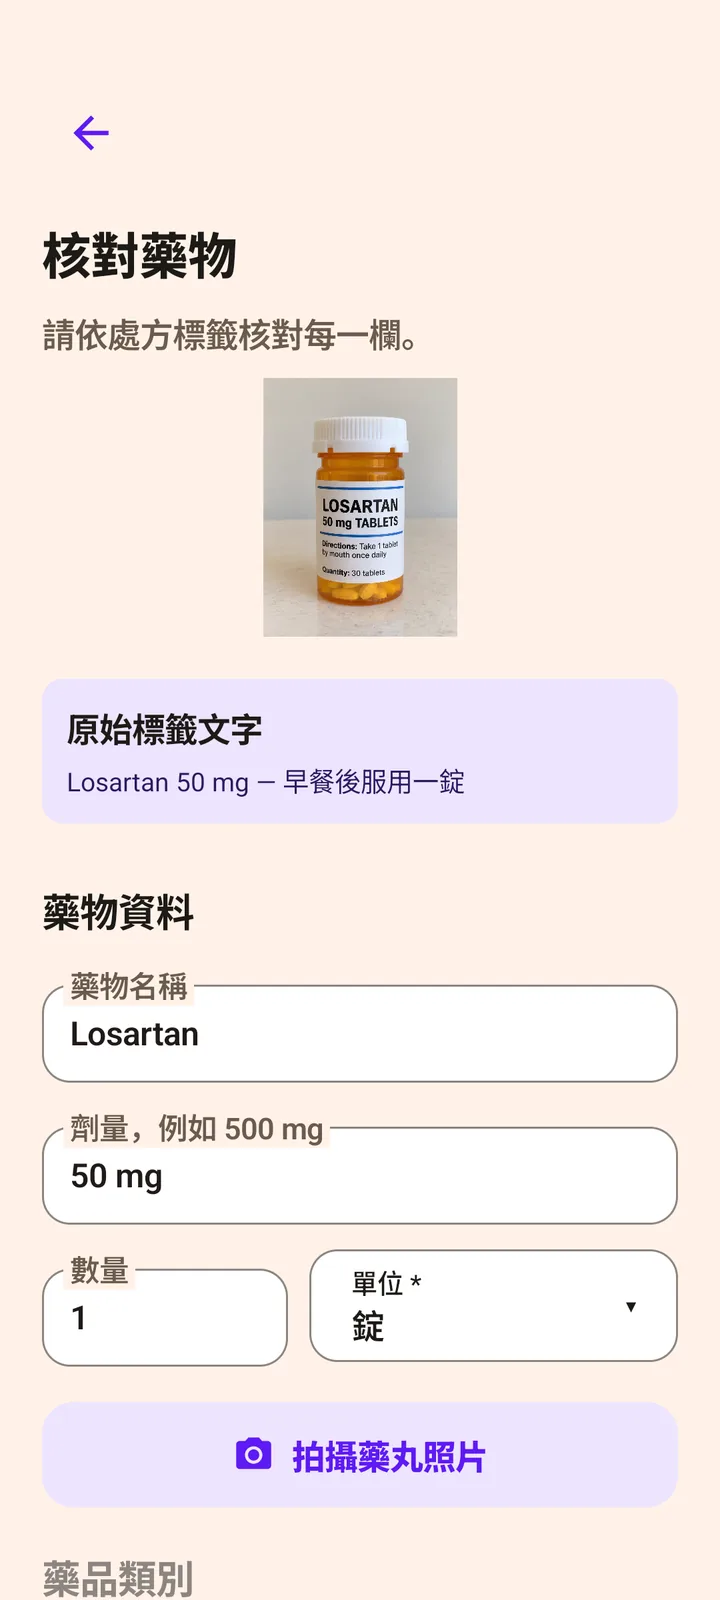 核對藥物
請依處方標籤核對每一欄。
LOSARTAN
50 mg TABLETS
Directions: Take 1 tablet
by mouth once daily
Quantity: 30 tablets
原始標籤文字
Losartan 50 mg — 早餐後服用一錠
藥物資料
藥物名稱
Losartan
劑量，例如 500 mg
50 mg
數量
1
單位 *
錠
拍攝藥丸照片
藥品類別